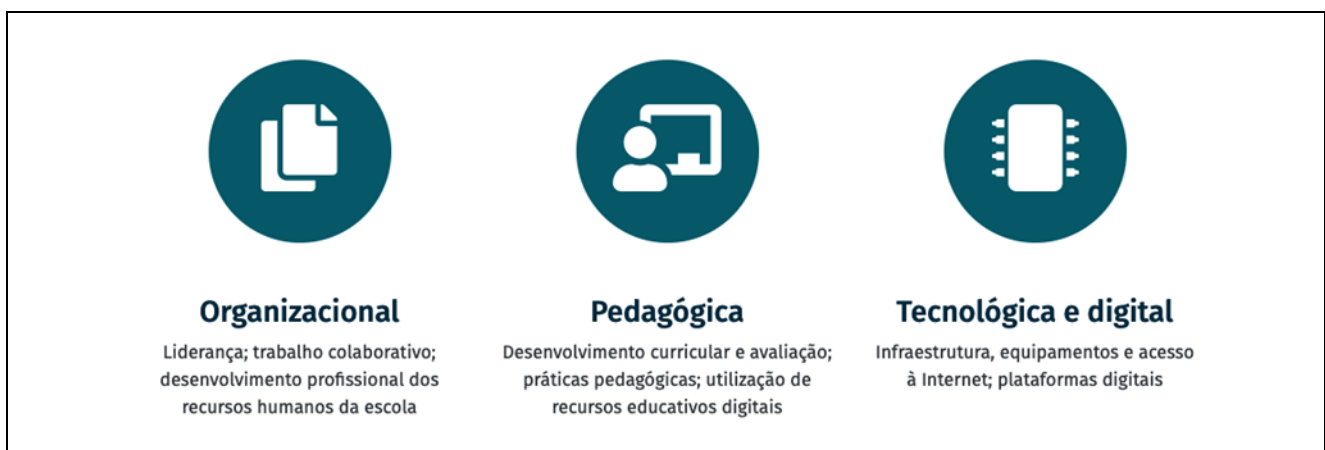 Organizacional
Liderança; trabalho colaborativo;
desenvolvimento profissional dos
recursos humanos da escola
Pedagógica
Desenvolvimento curricular e avaliação;
práticas pedagógicas; utilização de
recursos educativos digitais
Tecnológica e digital
Infraestrutura, equipamentos e acesso
à Internet; plataformas digitais